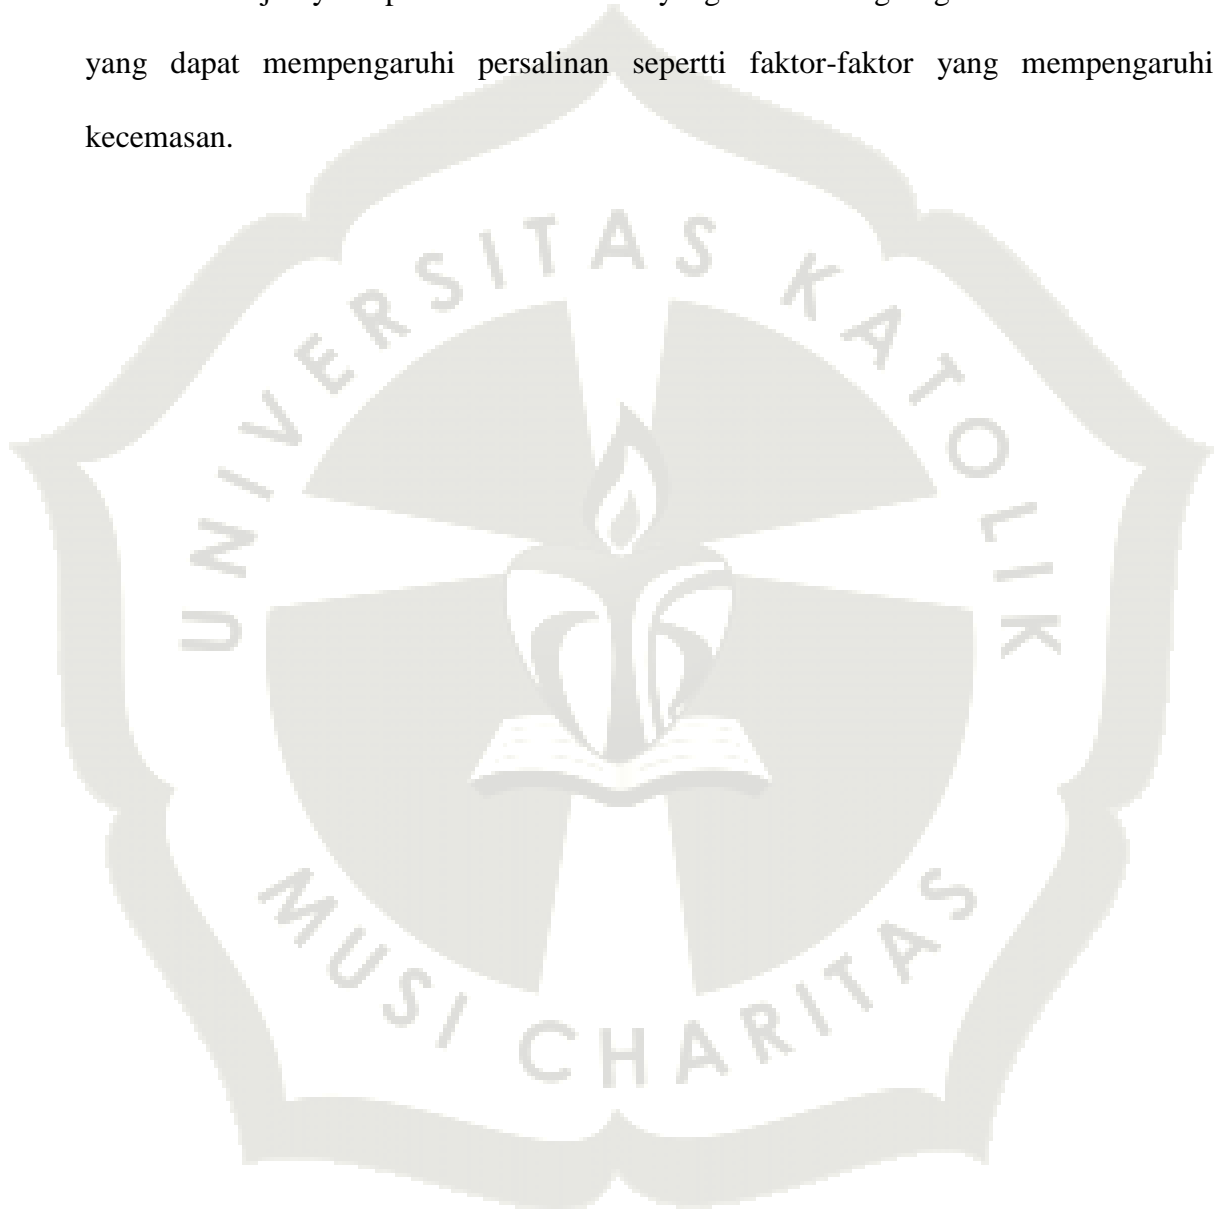 yang dapat mempengaruhi persalinan sepertti faktor-faktor yang mempengaruhi
kecemasan.
UNIVERSITAS KATOLIK
MUSI CHARITAS